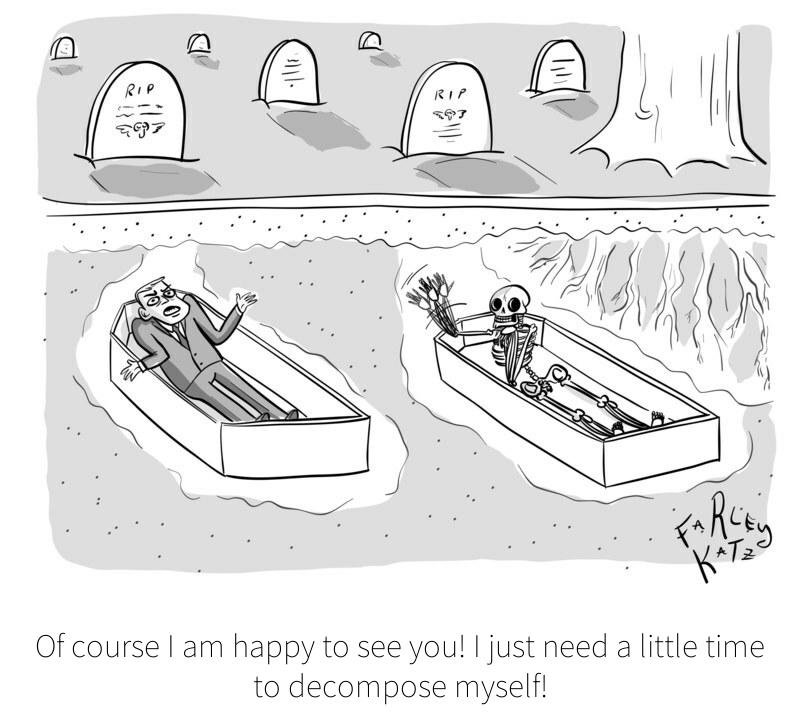 RIP
RIP
FARLEY
KATZ
Of course I am happy to see you! I just need a little time
to decompose myself!